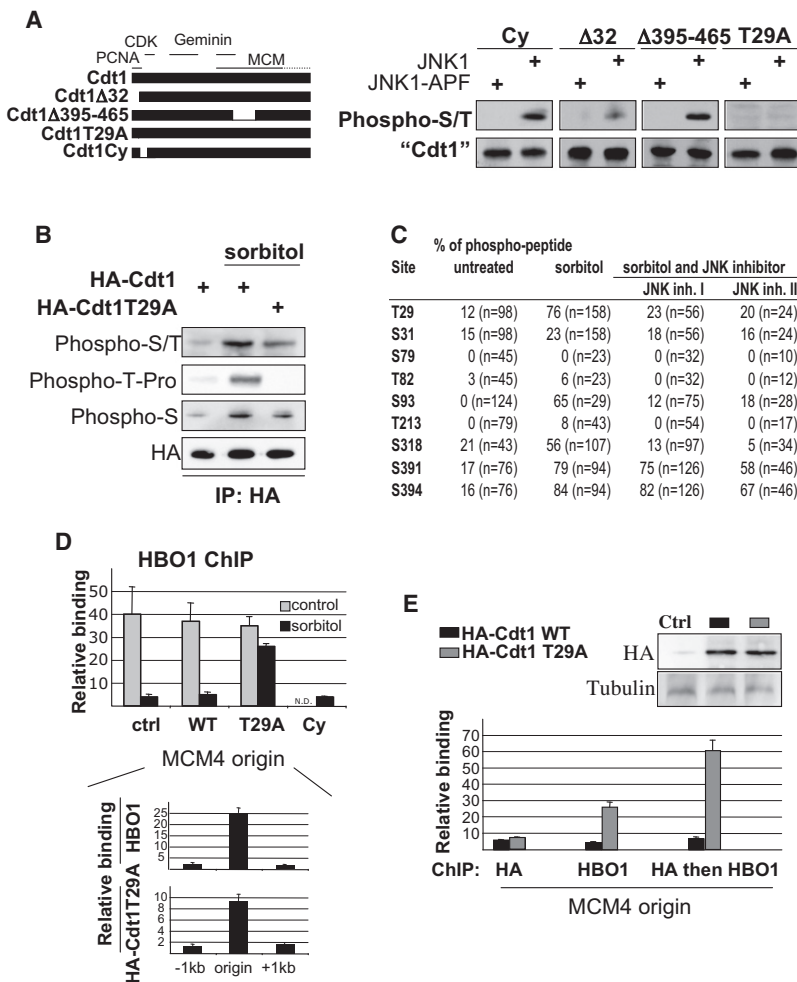 A
CDK
Geminin
PCNA
MCM
Cdt1
Cdt1Δ32
Cdt1Δ395-465
Cdt1T29A
Cdt1Cy
Cy Δ32 Δ395-465 T29A
JNK1 + + + +
JNK1-APF + + + +
Phospho-S/T
"Cdt1"
B
sorbitol
HA-Cdt1 + +
HA-Cdt1T29A +
Phospho-S/T
Phospho-T-Pro
Phospho-S
HA
IP: HA
C
% of phospho-peptide
Site untreated sorbitol sorbitol and JNK inhibitor
JNK inh. I JNK inh. II
T29 12 (n=98) 76 (n=158) 23 (n=56) 20 (n=24)
S31 15 (n=98) 23 (n=158) 18 (n=56) 16 (n=24)
S79 0 (n=45) 0 (n=23) 0 (n=32) 0 (n=10)
T82 3 (n=45) 6 (n=23) 0 (n=32) 0 (n=12)
S93 0 (n=124) 65 (n=29) 12 (n=75) 18 (n=28)
T213 0 (n=79) 8 (n=43) 0 (n=54) 0 (n=17)
S318 21 (n=43) 56 (n=107) 13 (n=97) 5 (n=34)
S391 17 (n=76) 79 (n=94) 75 (n=126) 58 (n=46)
S394 16 (n=76) 84 (n=94) 82 (n=126) 67 (n=46)
D
HBO1 ChIP
Relative binding
50
40
30
20
10
control
sorbitol
N.D.
ctrl WT T29A Cy
MCM4 origin
Relative binding
HBO1
25
20
15
10
5
Relative binding
HA-Cdt1T29A
10
8
6
4
2
-1kb origin +1kb
E
HA-Cdt1 WT
HA-Cdt1 T29A
Ctrl
HA
Tubulin
Relative binding
70
60
50
40
30
20
10
ChIP: HA HBO1 HA then HBO1
MCM4 origin